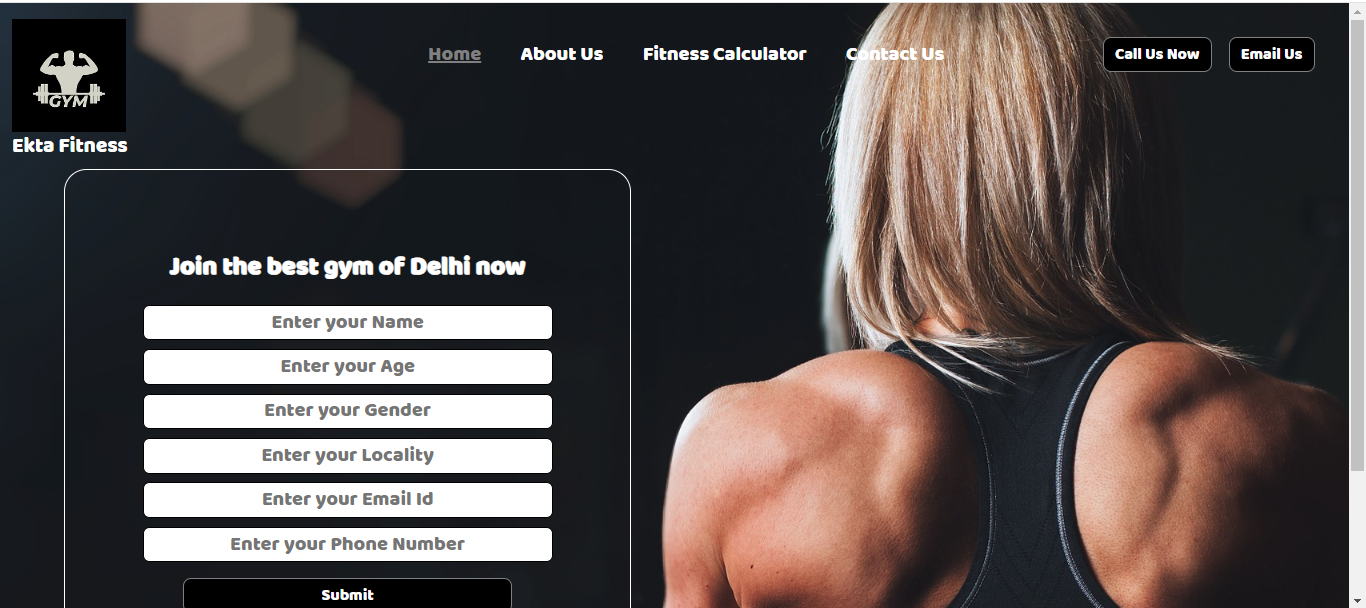 GYM
Ekta Fitness
Home
About Us
Fitness Calculator
Contact Us
Call Us Now
Email Us
Join the best gym of Delhi now
Enter your Name
Enter your Age
Enter your Gender
Enter your Locality
Enter your Email Id
Enter your Phone Number
Submit